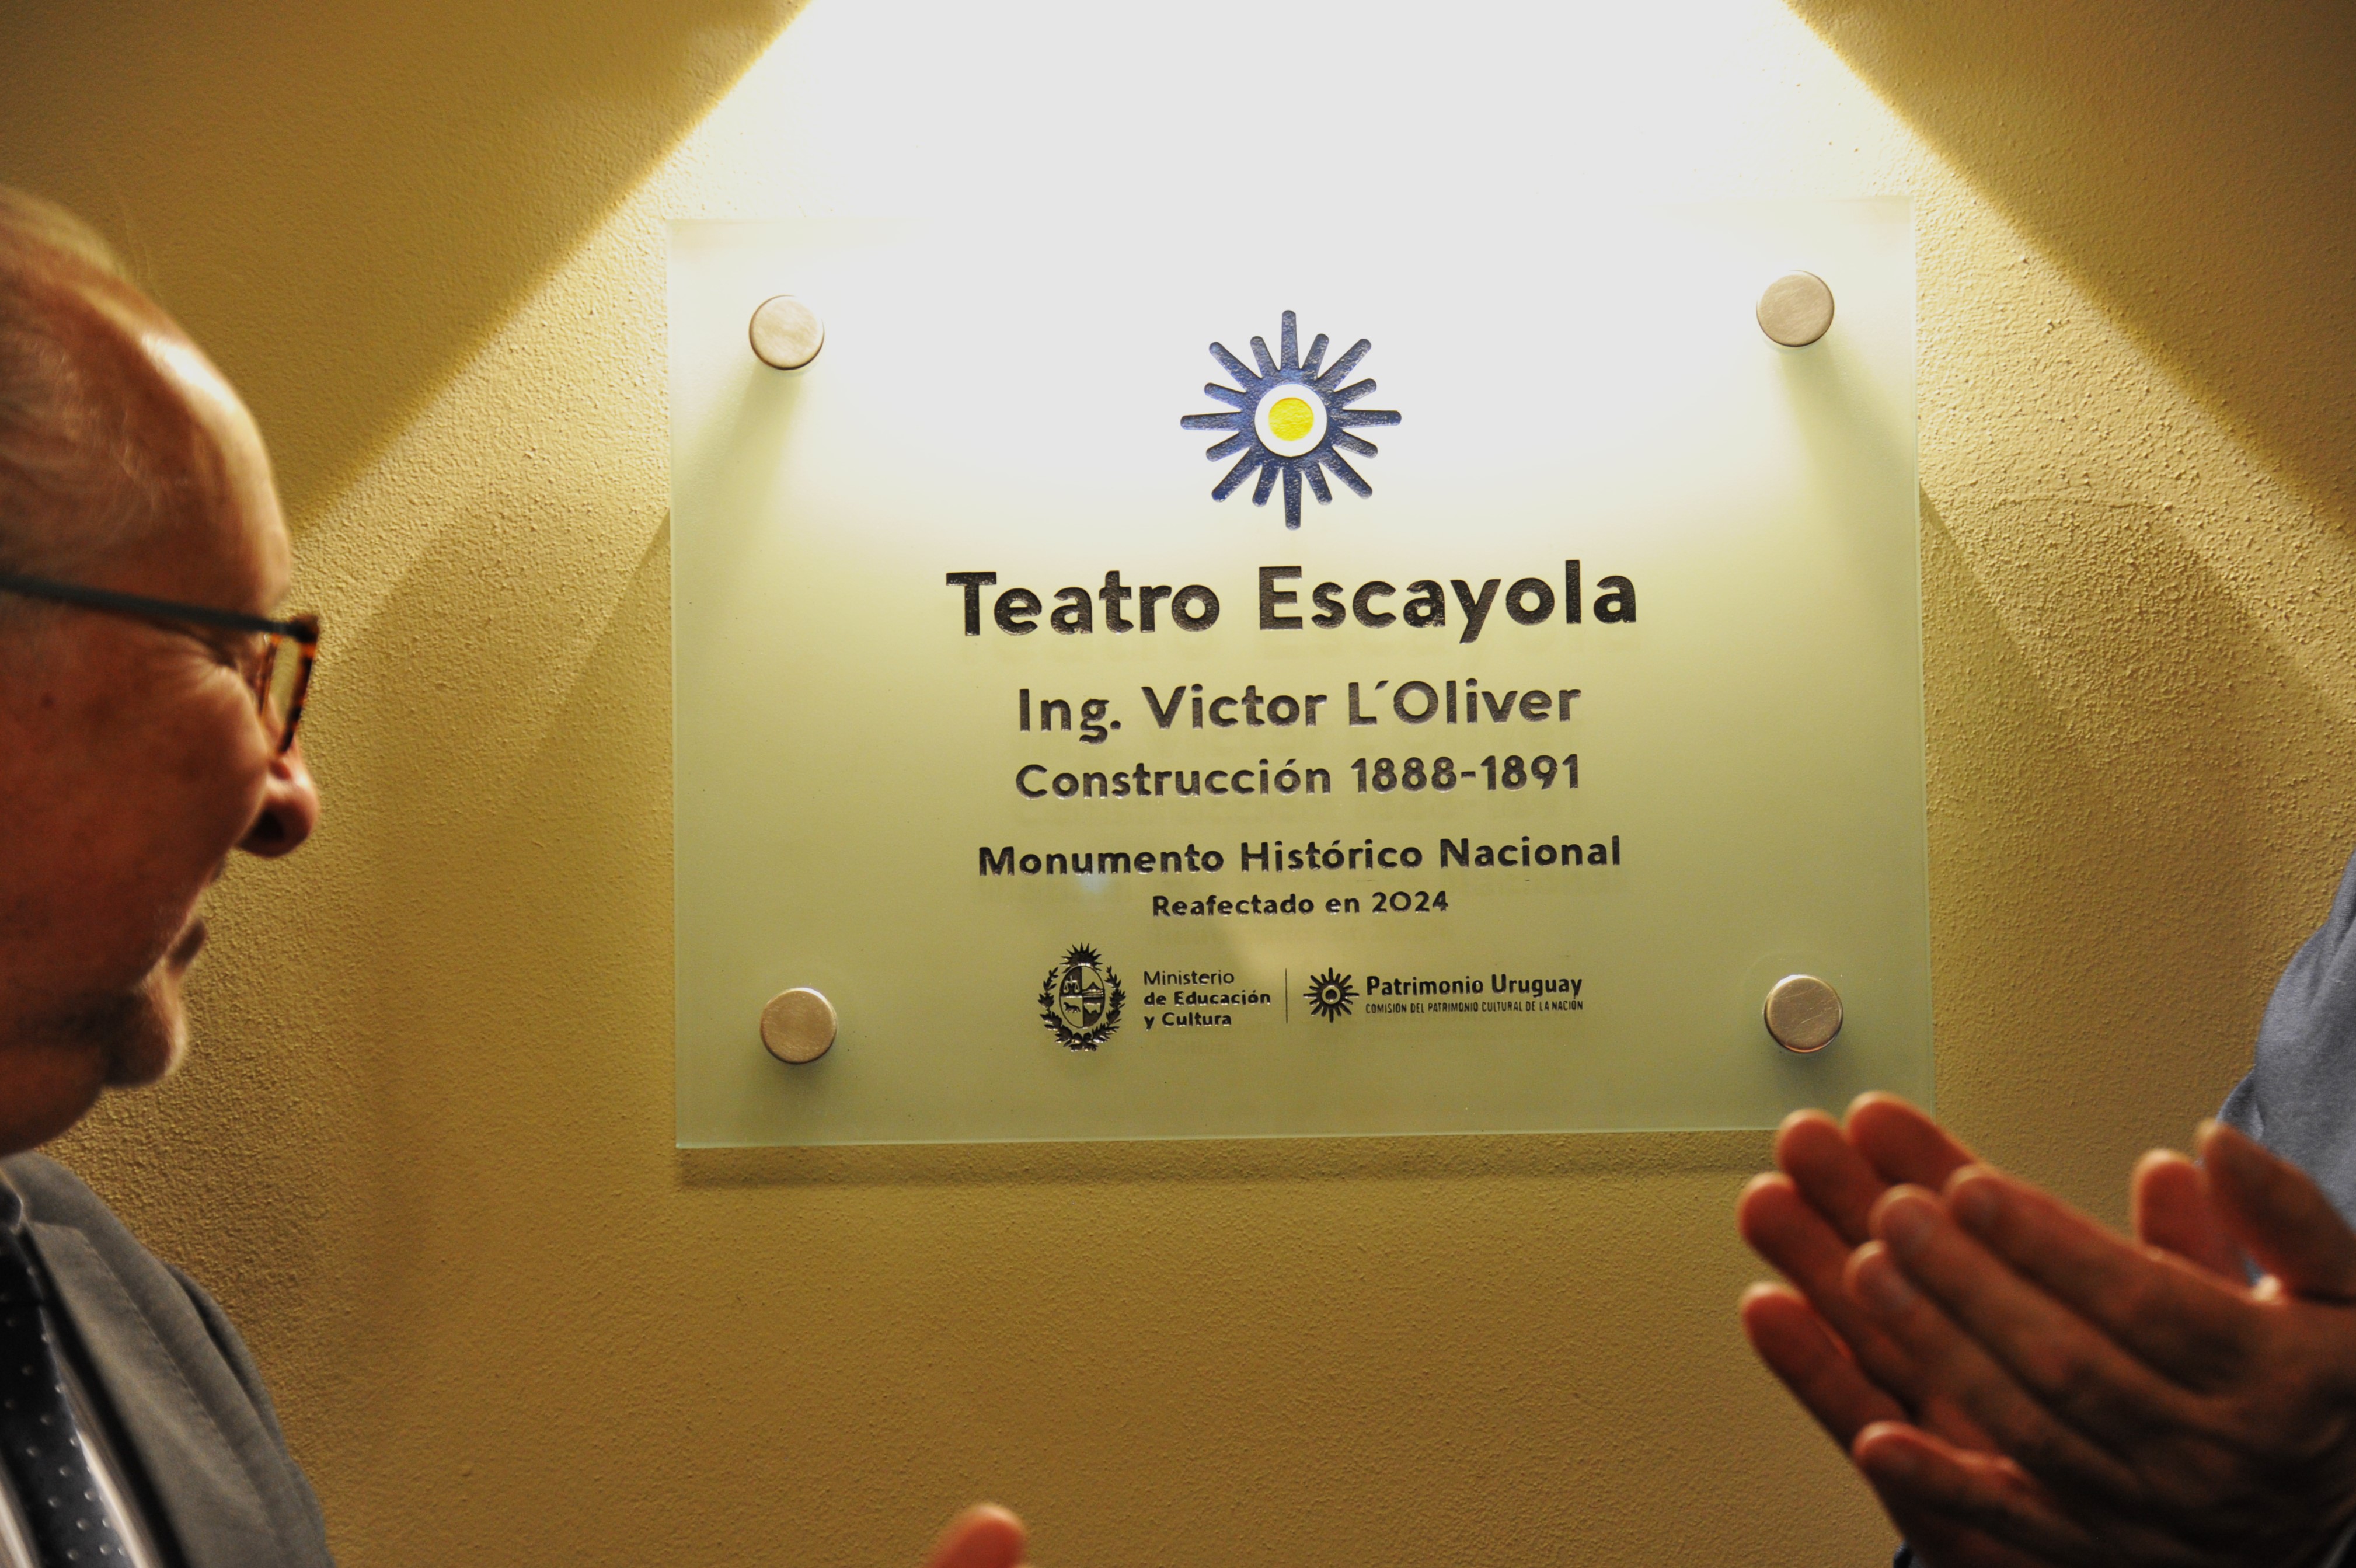 Teatro Escayola
Ing. Victor L´Oliver
Construcción 1888-1891
Monumento Histórico Nacional
Reafectado en 2024
Ministerio
de Educación
y Cultura
Patrimonio Uruguay
COMISIÓN DEL PATRIMONIO CULTURAL DE LA NACIÓN